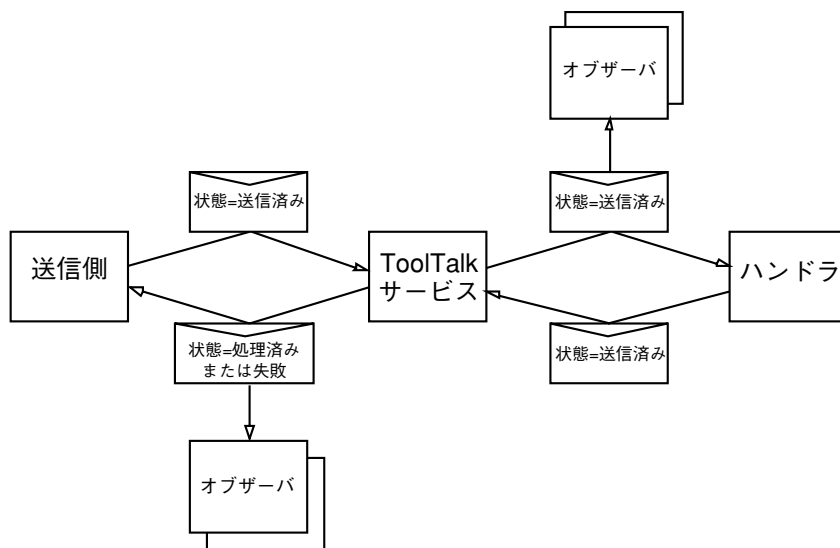 オブザーバ
状態=送信済み
状態=送信済み
送信側
ToolTalk
サービス
ハンドラ
状態=処理済み
または失敗
状態=送信済み
オブザーバ